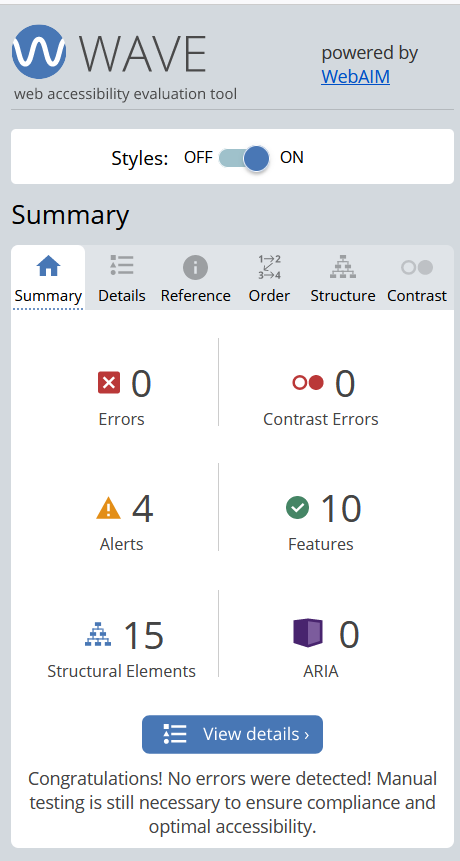 WAVE
web accessibility evaluation tool
powered by
WebAIM
Styles: OFF ON
Summary
Summary Details Reference Order Structure Contrast
0
Errors
0
Contrast Errors
4
Alerts
10
Features
15
Structural Elements
0
ARIA
View details ›
Congratulations! No errors were detected! Manual
testing is still necessary to ensure compliance and
optimal accessibility.